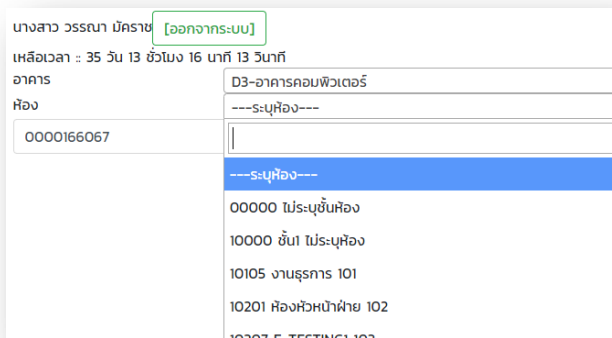 นางสาว วรรณา มัคราช [ออกจากระบบ]
เหลือเวลา :: 35 วัน 13 ชั่วโมง 16 นาที 13 วินาที
อาคาร D3-อาคารคอมพิวเตอร์
ห้อง ---ระบุห้อง---
0000166067
---ระบุห้อง---
00000 ไม่ระบุชั้นห้อง
10000 ชั้น1 ไม่ระบุห้อง
10105 งานธุรการ 101
10201 ห้องหัวหน้าฝ่าย 102
10207 E-TESTING1 103